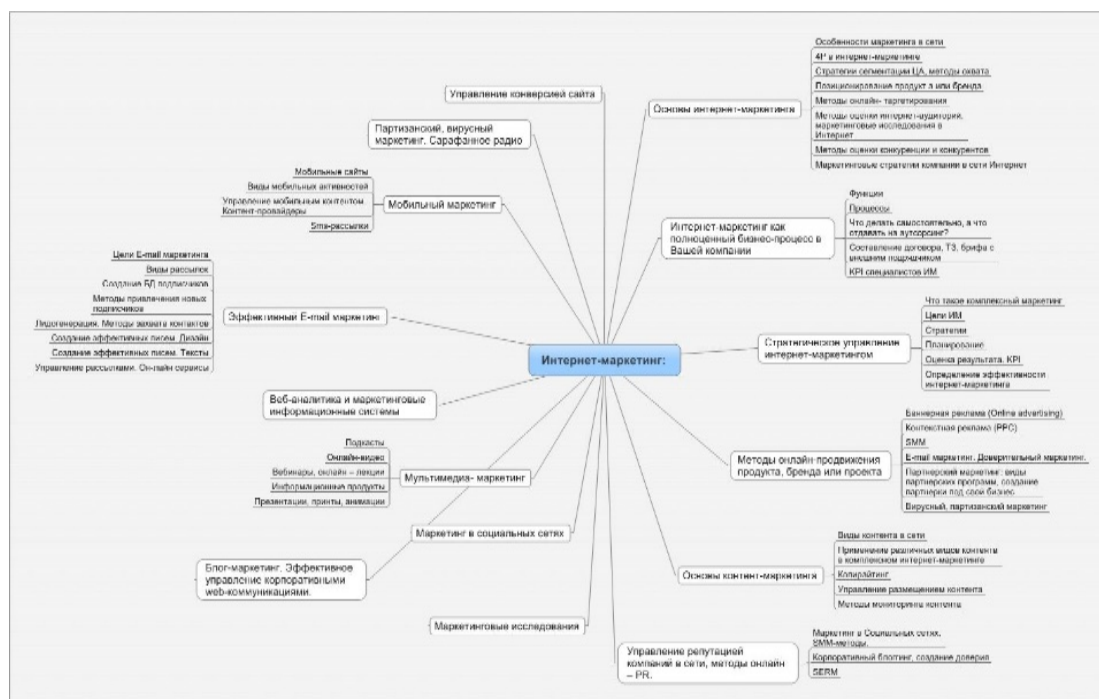 Интернет-маркетинг:
Основы интернет-маркетинга
Особенности маркетинга в сети
4P в интернет-маркетинге
Стратегии сегментации ЦА, методы охвата
Позиционирование продукт а или бренда
Методы онлайн- таргетирования
Методы оценки интернет-аудитории,
маркетинговые исследования в
Интернет
Методы оценки конкуренции и конкурентов
Маркетинговые стратегии компании в сети Интернет
Интернет-маркетинг как
полноценный бизнес-процесс в
Вашей компании
Функции
Процессы
Что делать самостоятельно, а что
отдавать на аутсорсинг?
Составление договора, ТЗ, брифа с
внешним подрядчиком
KPI специалистов ИМ
Стратегическое управление
интернет-маркетингом
Что такое комплексный маркетинг
Цели ИМ
Стратегии
Планирование
Оценка результата. KPI
Определение эффективности
интернет-маркетинга
Методы онлайн-продвижения
продукта, бренда или проекта
Баннерная реклама (Online advertising)
Контекстная реклама (PPC)
SMM
E-mail маркетинг. Доверительный маркетинг.
Партнерский маркетинг: виды
партнерских программ, создание
партнерки под свой бизнес
Вирусный, партизанский маркетинг
Основы контент-маркетинга
Виды контента в сети
Применение различных видов контента
в комплексном интернет-маркетинге
Копирайтинг
Управление размещением контента
Методы мониторинга контента
Управление репутацией
компаний в сети, методы онлайн
– PR.
Маркетинг в Социальных сетях.
SMM-методы.
Корпоративный блоггинг, создание доверия
SERM
Управление конверсией сайта
Партизанский, вирусный
маркетинг. Сарафанное радио
Мобильный маркетинг
Мобильные сайты
Виды мобильных активностей
Управление мобильным контентом.
Контент-провайдеры
Sms-рассылки
Эффективный E-mail маркетинг
Цели E-mail маркетинга
Виды рассылок
Создание БД подписчиков
Методы привлечения новых
подписчиков
Лидогенерация. Методы захвата контактов
Создание эффективных писем. Дизайн
Создание эффективных писем. Тексты
Управление рассылками. Он-лайн сервисы
Веб-аналитика и маркетинговые
информационные системы
Мультимедиа- маркетинг
Подкасты
Онлайн-видео
Вебинары, онлайн – лекции
Информационные продукты
Презентации, принты, анимации
Маркетинг в социальных сетях
Блог-маркетинг. Эффективное
управление корпоративными
web-коммуникациями.
Маркетинговые исследования